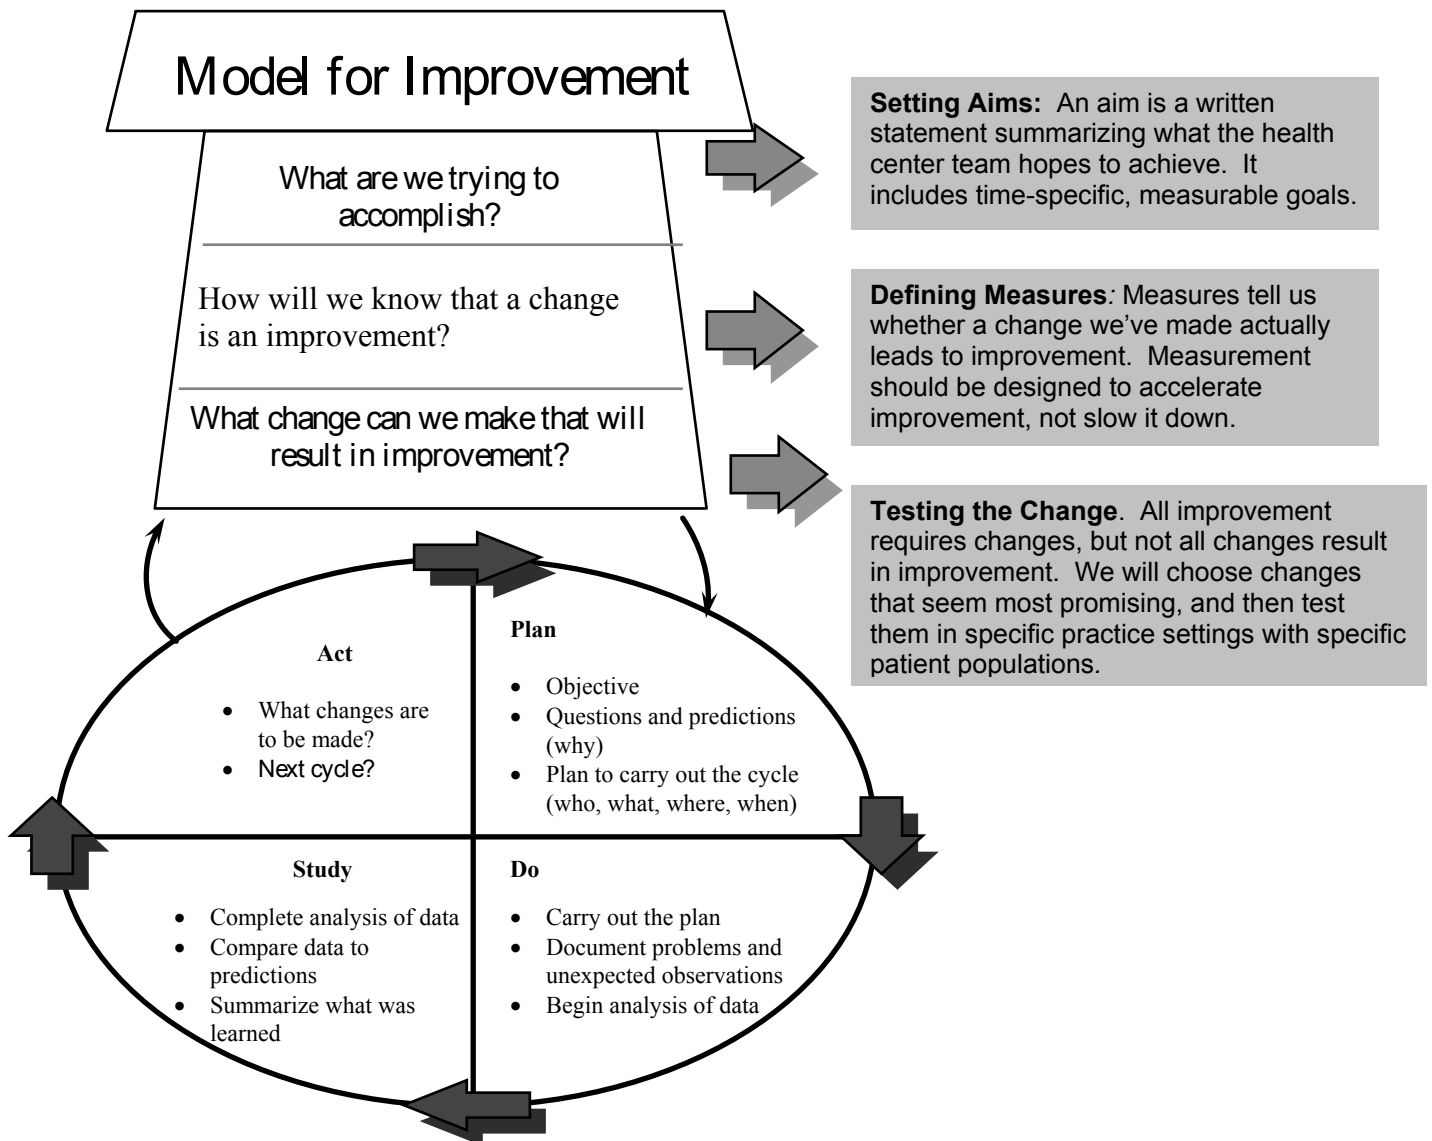 Model for Improvement
What are we trying to
accomplish?
How will we know that a change
is an improvement?
What change can we make that will
result in improvement?
Setting Aims:  An aim is a written
statement summarizing what the health
center team hopes to achieve.  It
includes time-specific, measurable goals.
Defining Measures: Measures tell us
whether a change we’ve made actually
leads to improvement.  Measurement
should be designed to accelerate
improvement, not slow it down.
Testing the Change.  All improvement
requires changes, but not all changes result
in improvement.  We will choose changes
that seem most promising, and then test
them in specific practice settings with specific
patient populations.
Act
• What changes are
to be made?
• Next cycle?
Plan
• Objective
• Questions and predictions
(why)
• Plan to carry out the cycle
(who, what, where, when)
Study
• Complete analysis of data
• Compare data to
predictions
• Summarize what was
learned
Do
• Carry out the plan
• Document problems and
unexpected observations
• Begin analysis of data